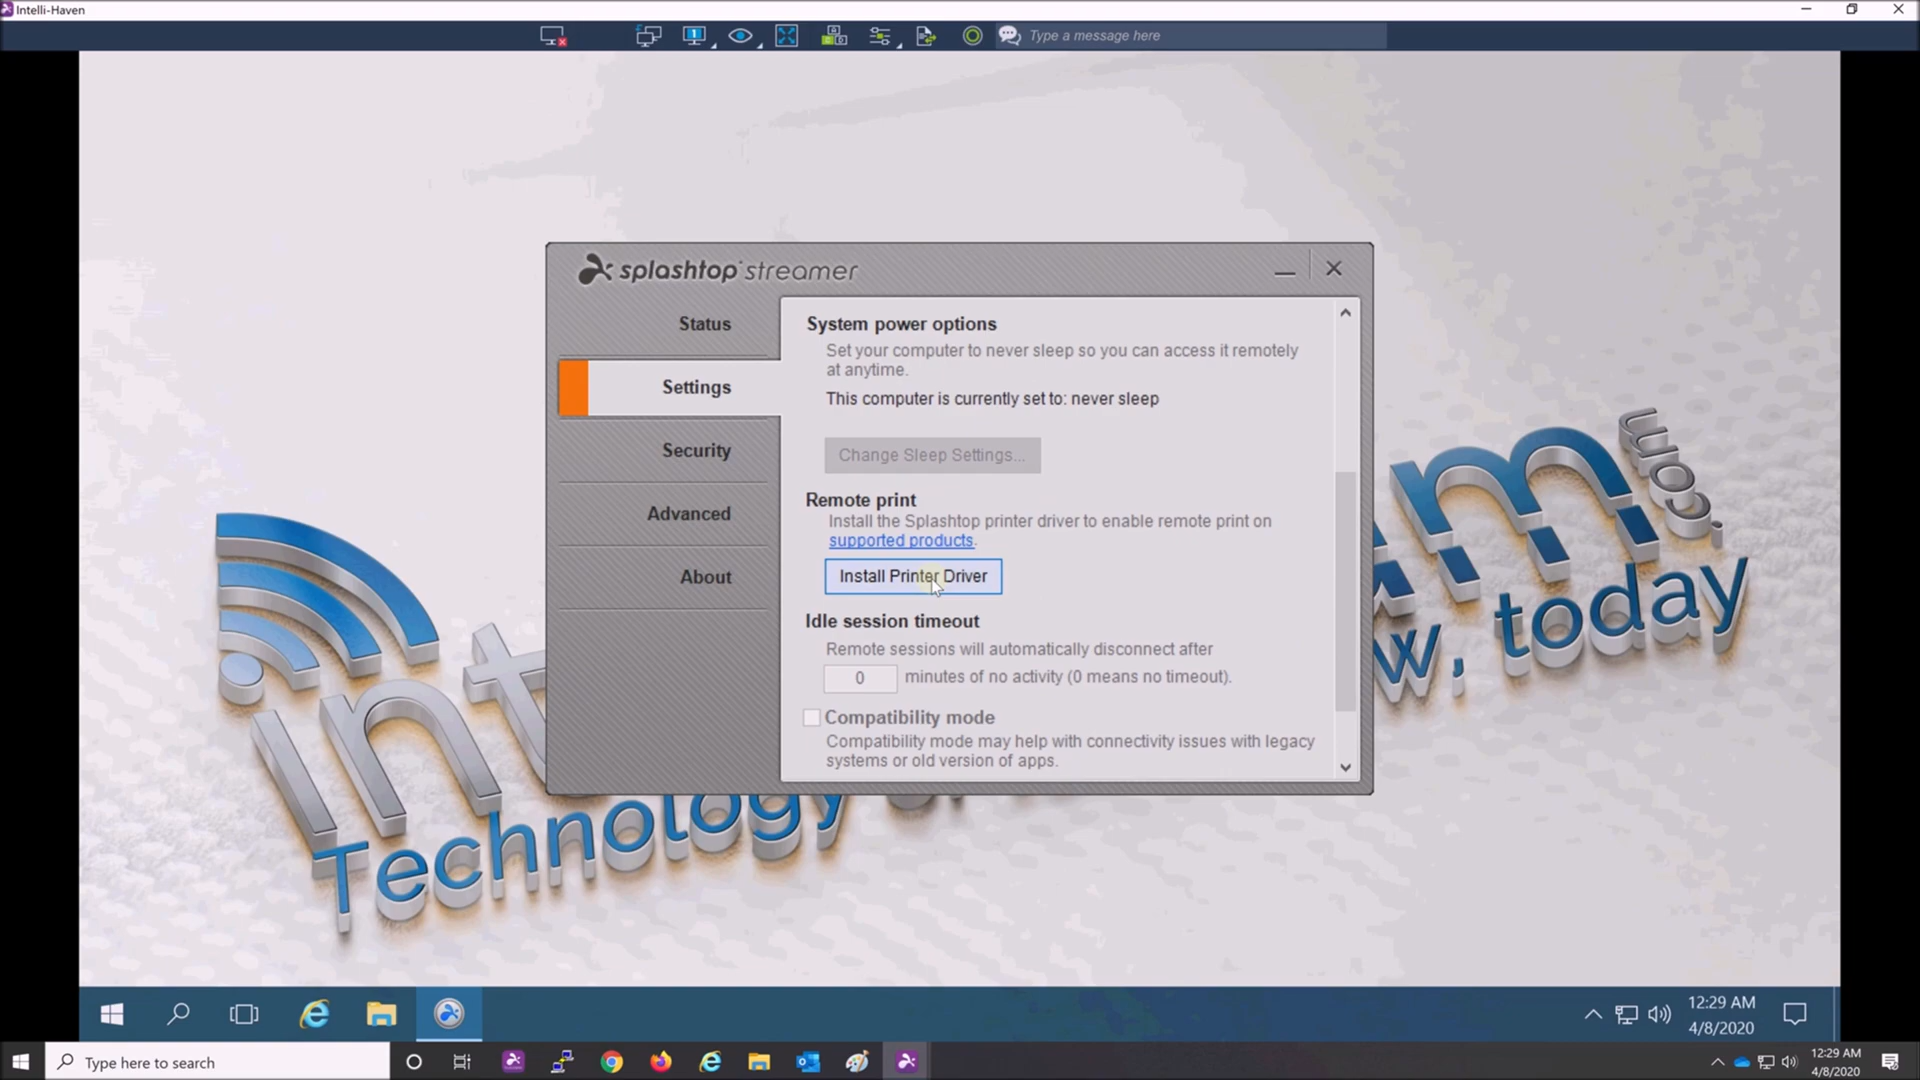 Intelli-Haven
1
Type a message here
splashtop streamer
Status
Settings
Security
Advanced
About
System power options
Set your computer to never sleep so you can access it remotely
at anytime.
This computer is currently set to: never sleep
Change Sleep Settings...
Remote print
Install the Splashtop printer driver to enable remote print on
supported products.
Install Printer Driver
Idle session timeout
Remote sessions will automatically disconnect after
0 minutes of no activity (0 means no timeout).
Compatibility mode
Compatibility mode may help with connectivity issues with legacy
systems or old version of apps.
.com
Technology
today
12:29 AM
4/8/2020
Type here to search
12:29 AM
4/8/2020